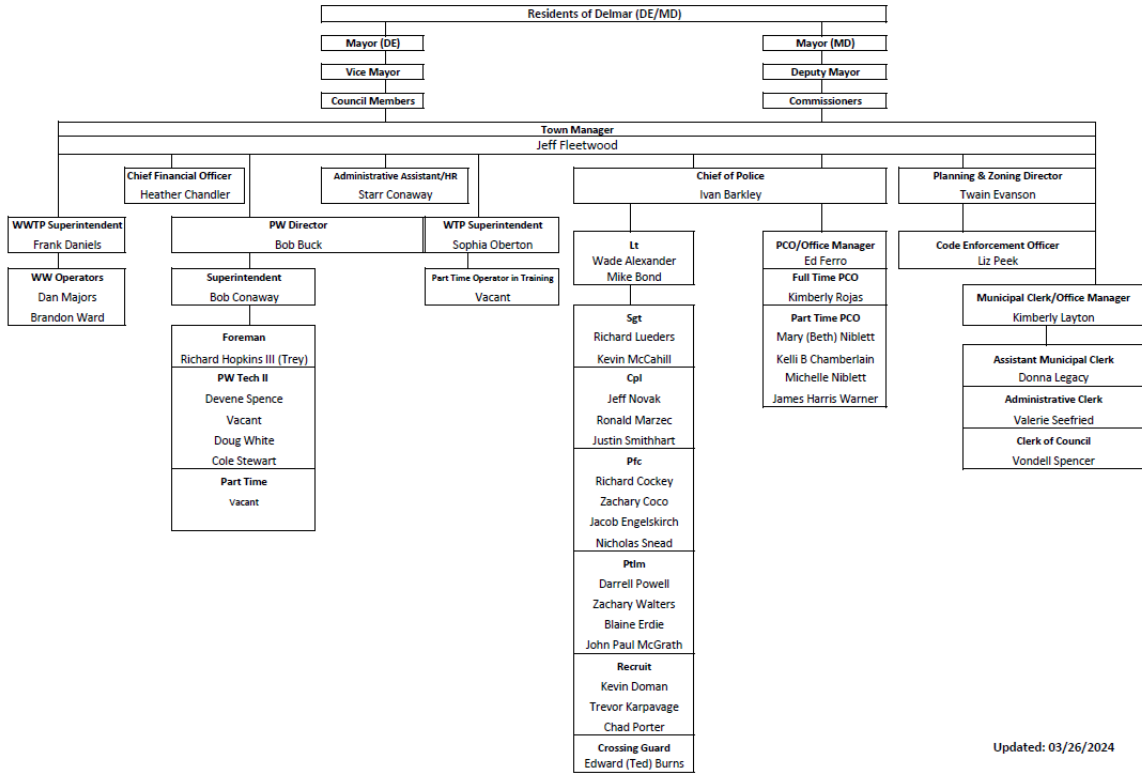 Residents of Delmar (DE/MD)
Mayor (DE)
Vice Mayor
Council Members
Mayor (MD)
Deputy Mayor
Commissioners
Town Manager
Jeff Fleetwood
Chief Financial Officer
Heather Chandler
Administrative Assistant/HR
Starr Conaway
Chief of Police
Ivan Barkley
Planning & Zoning Director
Twain Evanson
WWTP Superintendent
Frank Daniels
WW Operators
Dan Majors
Brandon Ward
PW Director
Bob Buck
Superintendent
Bob Conaway
Foreman
Richard Hopkins III (Trey)
PW Tech II
Devene Spence
Vacant
Doug White
Cole Stewart
Part Time
Vacant
WTP Superintendent
Sophia Oberton
Part Time Operator in Training
Vacant
Lt
Wade Alexander
Mike Bond
Sgt
Richard Lueders
Kevin McCahill
Cpl
Jeff Novak
Ronald Marzec
Justin Smithhart
Pfc
Richard Cockey
Zachary Coco
Jacob Engelskirch
Nicholas Snead
Ptlm
Darrell Powell
Zachary Walters
Blaine Erdie
John Paul McGrath
Recruit
Kevin Doman
Trevor Karpavage
Chad Porter
Crossing Guard
Edward (Ted) Burns
PCO/Office Manager
Ed Ferro
Full Time PCO
Kimberly Rojas
Part Time PCO
Mary (Beth) Niblett
Kelli B Chamberlain
Michelle Niblett
James Harris Warner
Code Enforcement Officer
Liz Peek
Municipal Clerk/Office Manager
Kimberly Layton
Assistant Municipal Clerk
Donna Legacy
Administrative Clerk
Valerie Seefried
Clerk of Council
Vondell Spencer
Updated: 03/26/2024